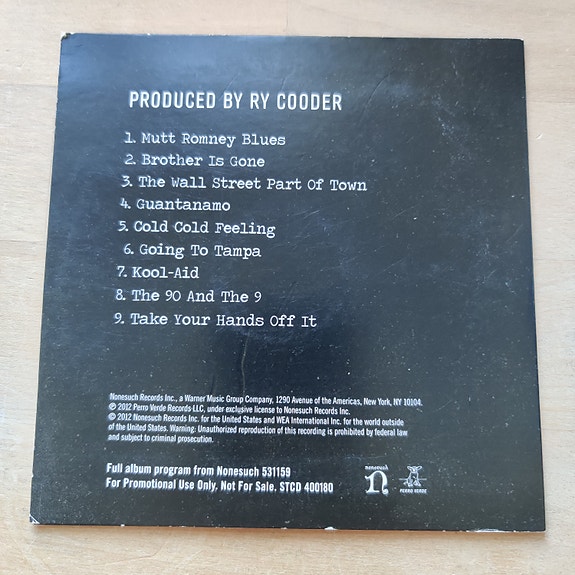 PRODUCED BY RY COODER
1. Mutt Romney Blues
2. Brother Is Gone
3. The Wall Street Part Of Town
4. Guantanamo
5. Cold Cold Feeling
6. Going To Tampa
7. Kool-Aid
8. The 90 And The 9
9. Take Your Hands Off It
Nonesuch Records Inc., a Warner Music Group Company, 1290 Avenue of the Americas, New York, NY 10104.
℗ 2012 Perro Verde Records LLC, under exclusive license to Nonesuch Records Inc.
© 2012 Nonesuch Records Inc. for the United States and WEA International Inc. for the world outside
of the United States. Warning: Unauthorized reproduction of this recording is prohibited by federal law
and subject to criminal prosecution.
Full album program from Nonesuch 531159
For Promotional Use Only. Not For Sale. STCD 400180
nonesuch
n
PERRO VERDE